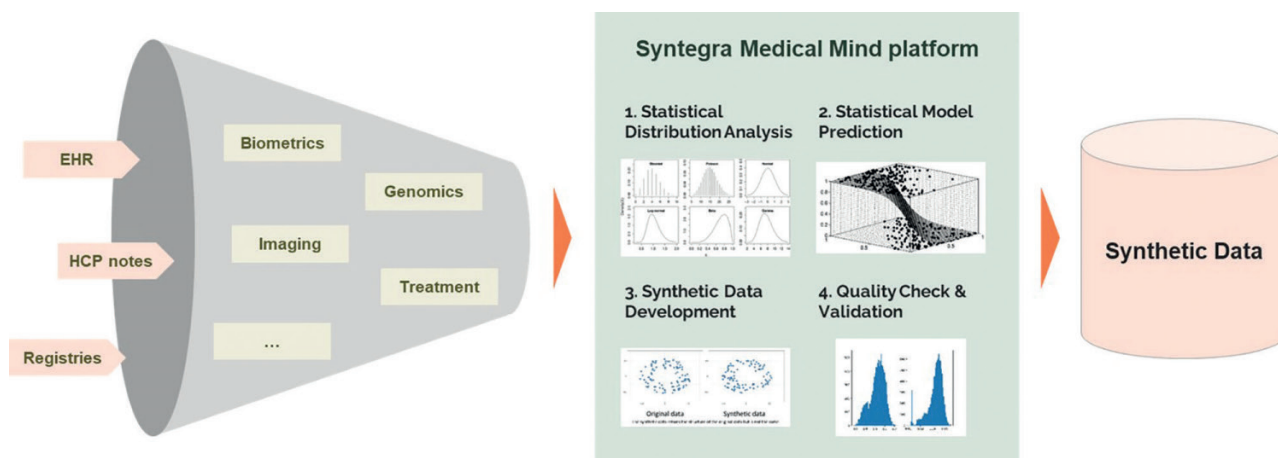 Syntegra Medical Mind platform
EHR
HCP notes
Registries
Biometrics
Genomics
Imaging
Treatment
...
1. Statistical
Distribution Analysis
2. Statistical Model
Prediction
3. Synthetic Data
Development
Original data
Synthetic data
4. Quality Check &
Validation
Synthetic Data